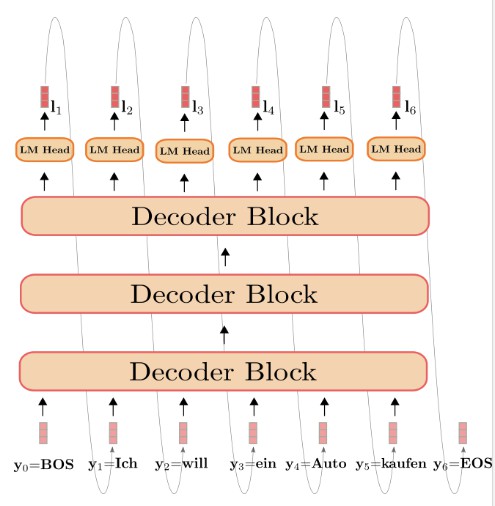 l₁ l₂ l₃ l₄ l₅ l₆
LM Head LM Head LM Head LM Head LM Head LM Head
Decoder Block
Decoder Block
Decoder Block
y₀=BOS y₁=Ich y₂=will y₃=ein y₄=Auto y₅=kaufen y₆=EOS